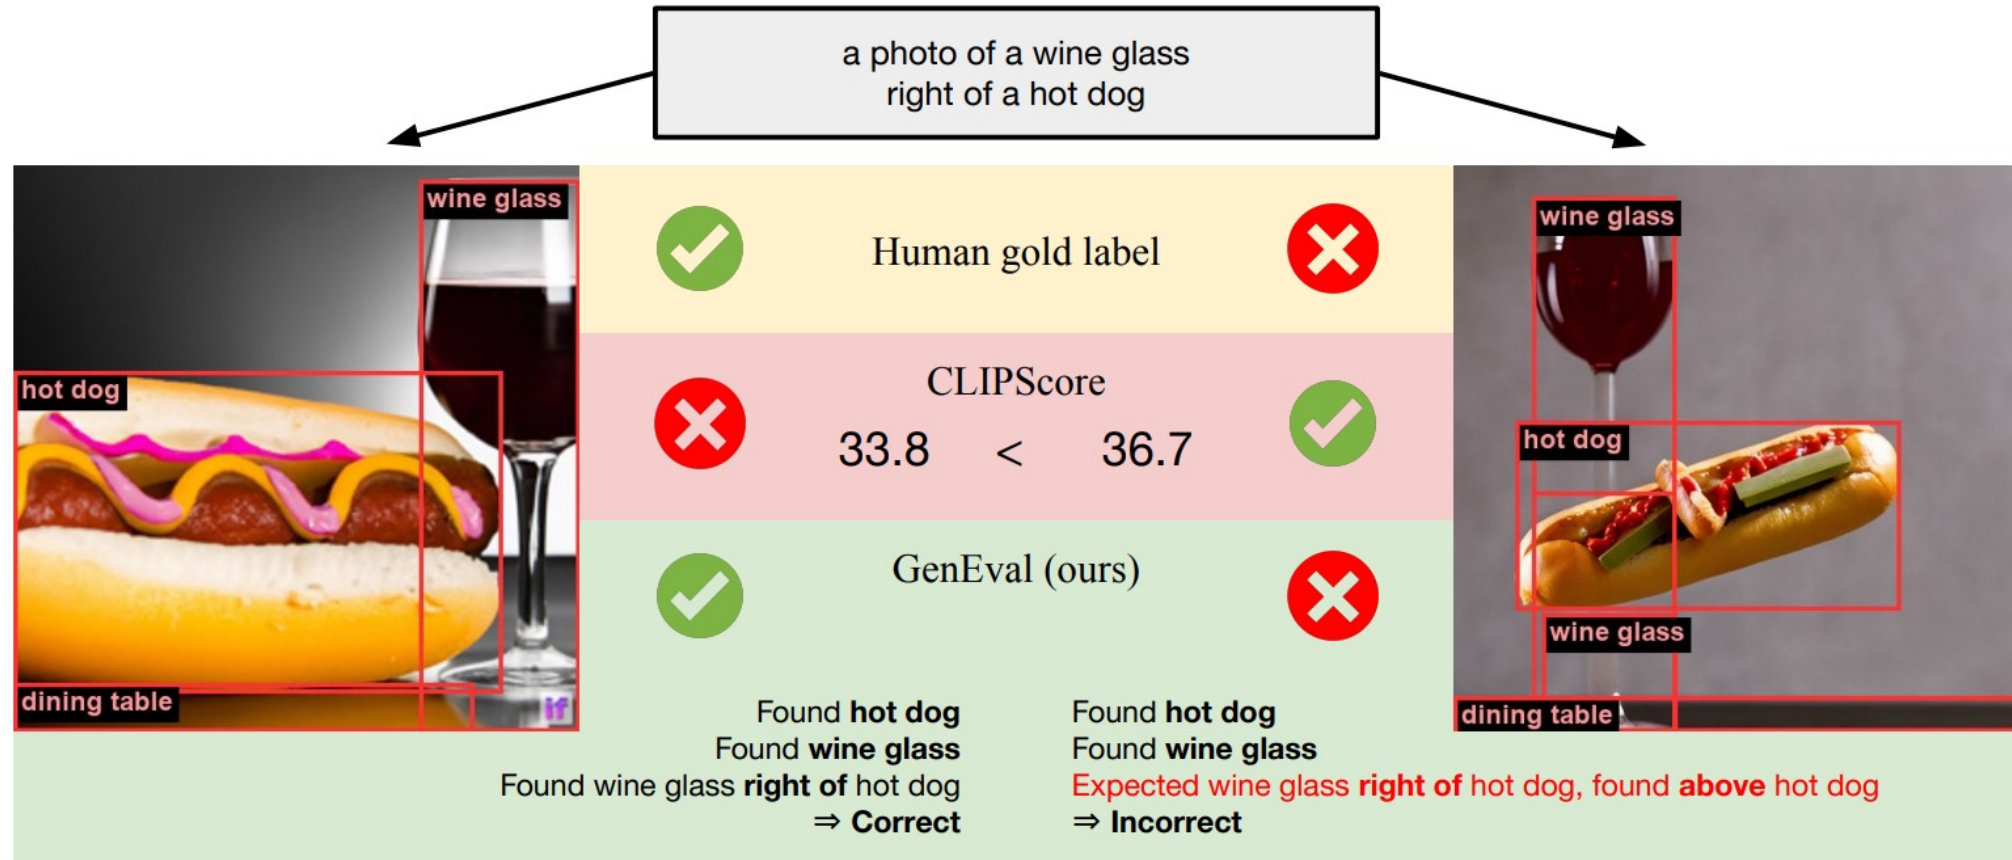 a photo of a wine glass
right of a hot dog
wine glass
hot dog
dining table
if
Human gold label
CLIPScore
33.8 < 36.7
GenEval (ours)
Found hot dog
Found wine glass
Found wine glass right of hot dog
⇒ Correct
Found hot dog
Found wine glass
Expected wine glass right of hot dog, found above hot dog
⇒ Incorrect
wine glass
hot dog
wine glass
dining table